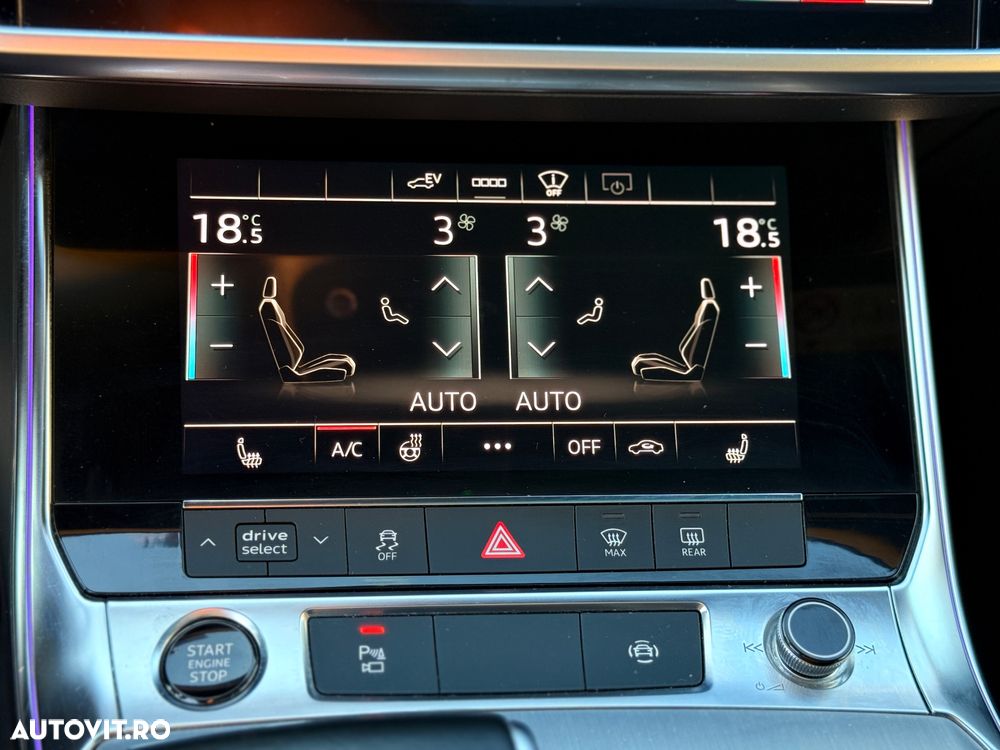 EV
OFF
18.5°C 3 3 18.5°C
+ +
− −
AUTO AUTO
A/C ••• OFF
drive
select
OFF
MAX
REAR
START
ENGINE
STOP
P
AUTOVIT.RO